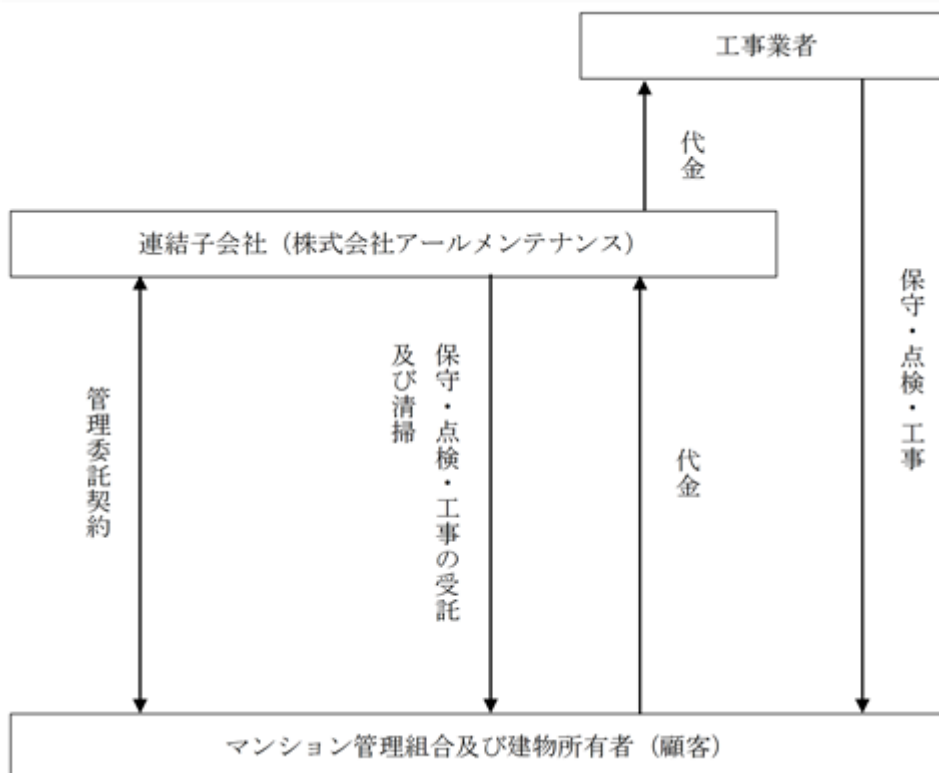 工事業者
代金
連結子会社（株式会社アールメンテナンス）
保守・点検・工事
管理委託契約
保守・点検・工事の受託
及び清掃
代金
マンション管理組合及び建物所有者（顧客）